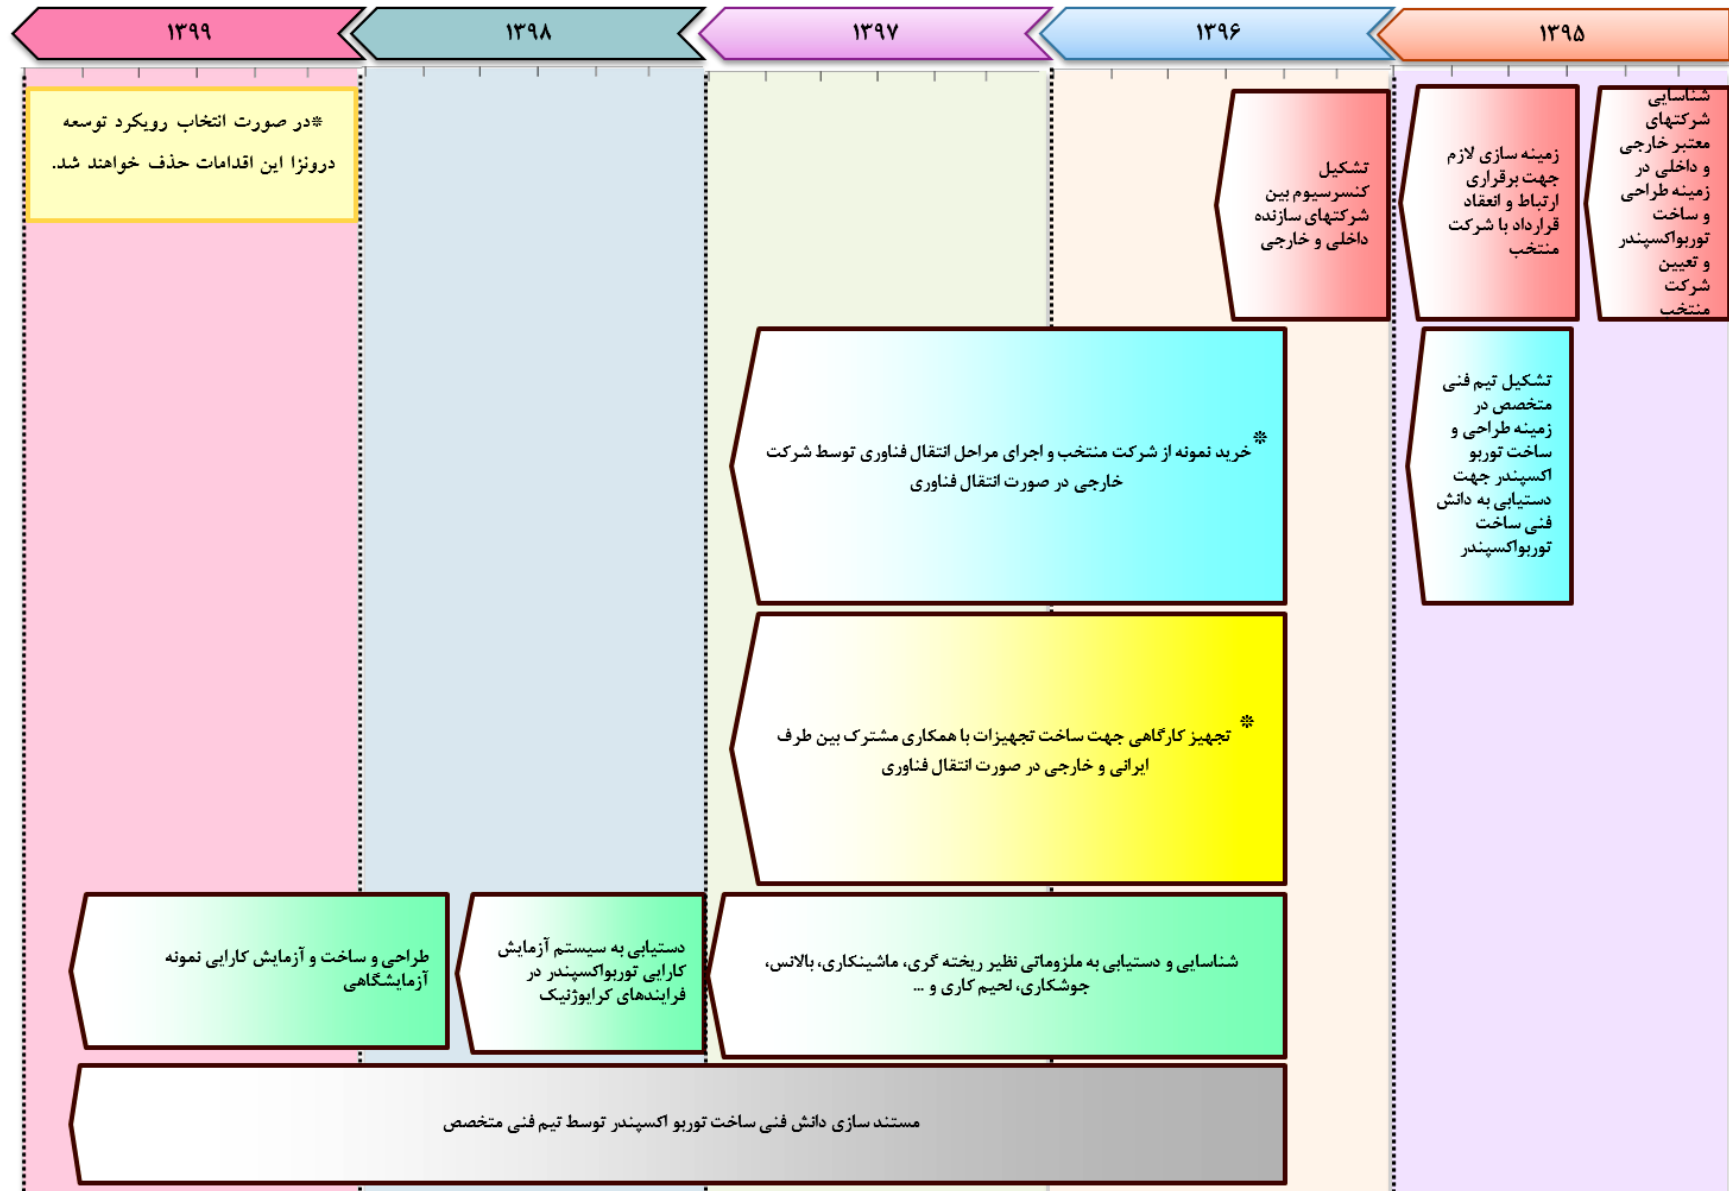 ۱۳۹۵
۱۳۹۶
۱۳۹۷
۱۳۹۸
۱۳۹۹
شناسایی
شرکتهای
معتبر خارجی
و داخلی در
زمینه طراحی
و ساخت
توربواکسپندر
و تعیین
شرکت
منتخب
زمینه سازی لازم
جهت برقراری
ارتباط و انعقاد
قرارداد با شرکت
منتخب
تشکیل
کنسرسیوم بین
شرکتهای سازنده
داخلی و خارجی
*در صورت انتخاب رویکرد توسعه
درونزا این اقدامات حذف خواهند شد.
تشکیل تیم فنی
متخصص در
زمینه طراحی و
ساخت توربو
اکسپندر جهت
دستیابی به دانش
فنی ساخت
توربواکسپندر
* خرید نمونه از شرکت منتخب و اجرای مراحل انتقال فناوری توسط شرکت
خارجی در صورت انتقال فناوری
* تجهیز کارگاهی جهت ساخت تجهیزات با همکاری مشترک بین طرف
ایرانی و خارجی در صورت انتقال فناوری
شناسایی و دستیابی به ملزوماتی نظیر ریخته گری، ماشینکاری، بالانس،
جوشکاری، لحیم کاری و ...
دستیابی به سیستم آزمایش
کارایی توربواکسپندر در
فرایندهای کرایوژنیک
طراحی و ساخت و آزمایش کارایی نمونه
آزمایشگاهی
مستند سازی دانش فنی ساخت توربو اکسپندر توسط تیم فنی متخصص